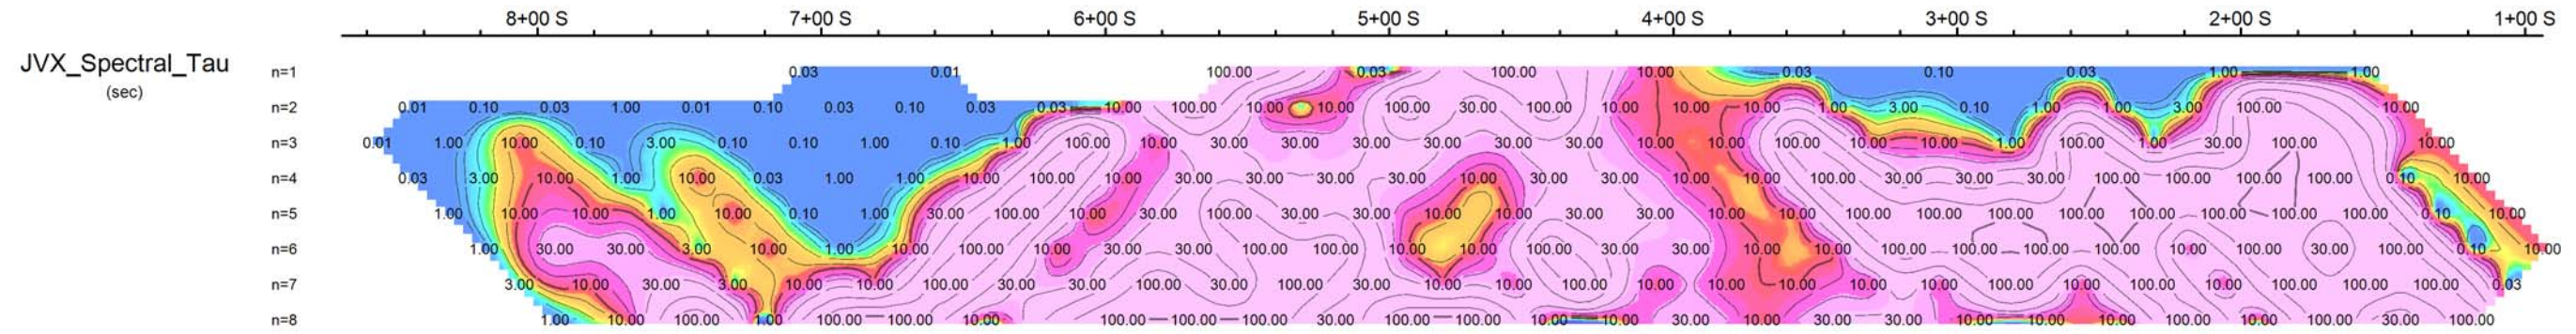 8+00 S 7+00 S 6+00 S 5+00 S 4+00 S 3+00 S 2+00 S 1+00 S
JVX_Spectral_Tau
(sec)
n=1 0.03 0.01 100.00 0.03 100.00 10.00 0.03 0.10 0.03 1.00 1.00
n=2 0.01 0.10 0.03 1.00 0.01 0.10 0.03 0.10 0.03 0.03 10.00 100.00 10.00 10.00 100.00 30.00 100.00 10.00 10.00 10.00 1.00 3.00 0.10 1.00 1.00 3.00 100.00 10.00
n=3 0.01 1.00 10.00 0.10 3.00 0.10 0.10 1.00 0.10 1.00 100.00 10.00 30.00 30.00 30.00 30.00 30.00 30.00 10.00 10.00 100.00 10.00 10.00 1.00 100.00 1.00 30.00 100.00 10.00
n=4 0.03 3.00 10.00 1.00 10.00 0.03 1.00 1.00 10.00 100.00 10.00 30.00 30.00 30.00 30.00 10.00 30.00 30.00 10.00 10.00 100.00 30.00 30.00 30.00 100.00 100.00 100.00 100.00 0.10 10.00
n=5 1.00 10.00 10.00 1.00 10.00 0.10 1.00 30.00 100.00 10.00 30.00 100.00 30.00 30.00 10.00 10.00 30.00 30.00 10.00 10.00 100.00 100.00 100.00 100.00 100.00 100.00 100.00 100.00 0.10 10.00
n=6 1.00 30.00 30.00 3.00 10.00 1.00 10.00 100.00 10.00 30.00 30.00 100.00 100.00 10.00 10.00 100.00 30.00 30.00 10.00 10.00 100.00 100.00 100.00 100.00 10.00 100.00 30.00 100.00 0.10 10.00
n=7 3.00 10.00 30.00 3.00 10.00 10.00 100.00 30.00 30.00 100.00 30.00 100.00 30.00 10.00 10.00 100.00 10.00 10.00 10.00 10.00 100.00 100.00 100.00 10.00 100.00 100.00 100.00 0.03
n=8 1.00 10.00 100.00 1.00 100.00 100.00 10.00 100.00 100.00 100.00 30.00 100.00 100.00 10.00 10.00 30.00 10.00 30.00 30.00 10.00 10.00 10.00 100.00 10.00 100.00 30.00 100.00